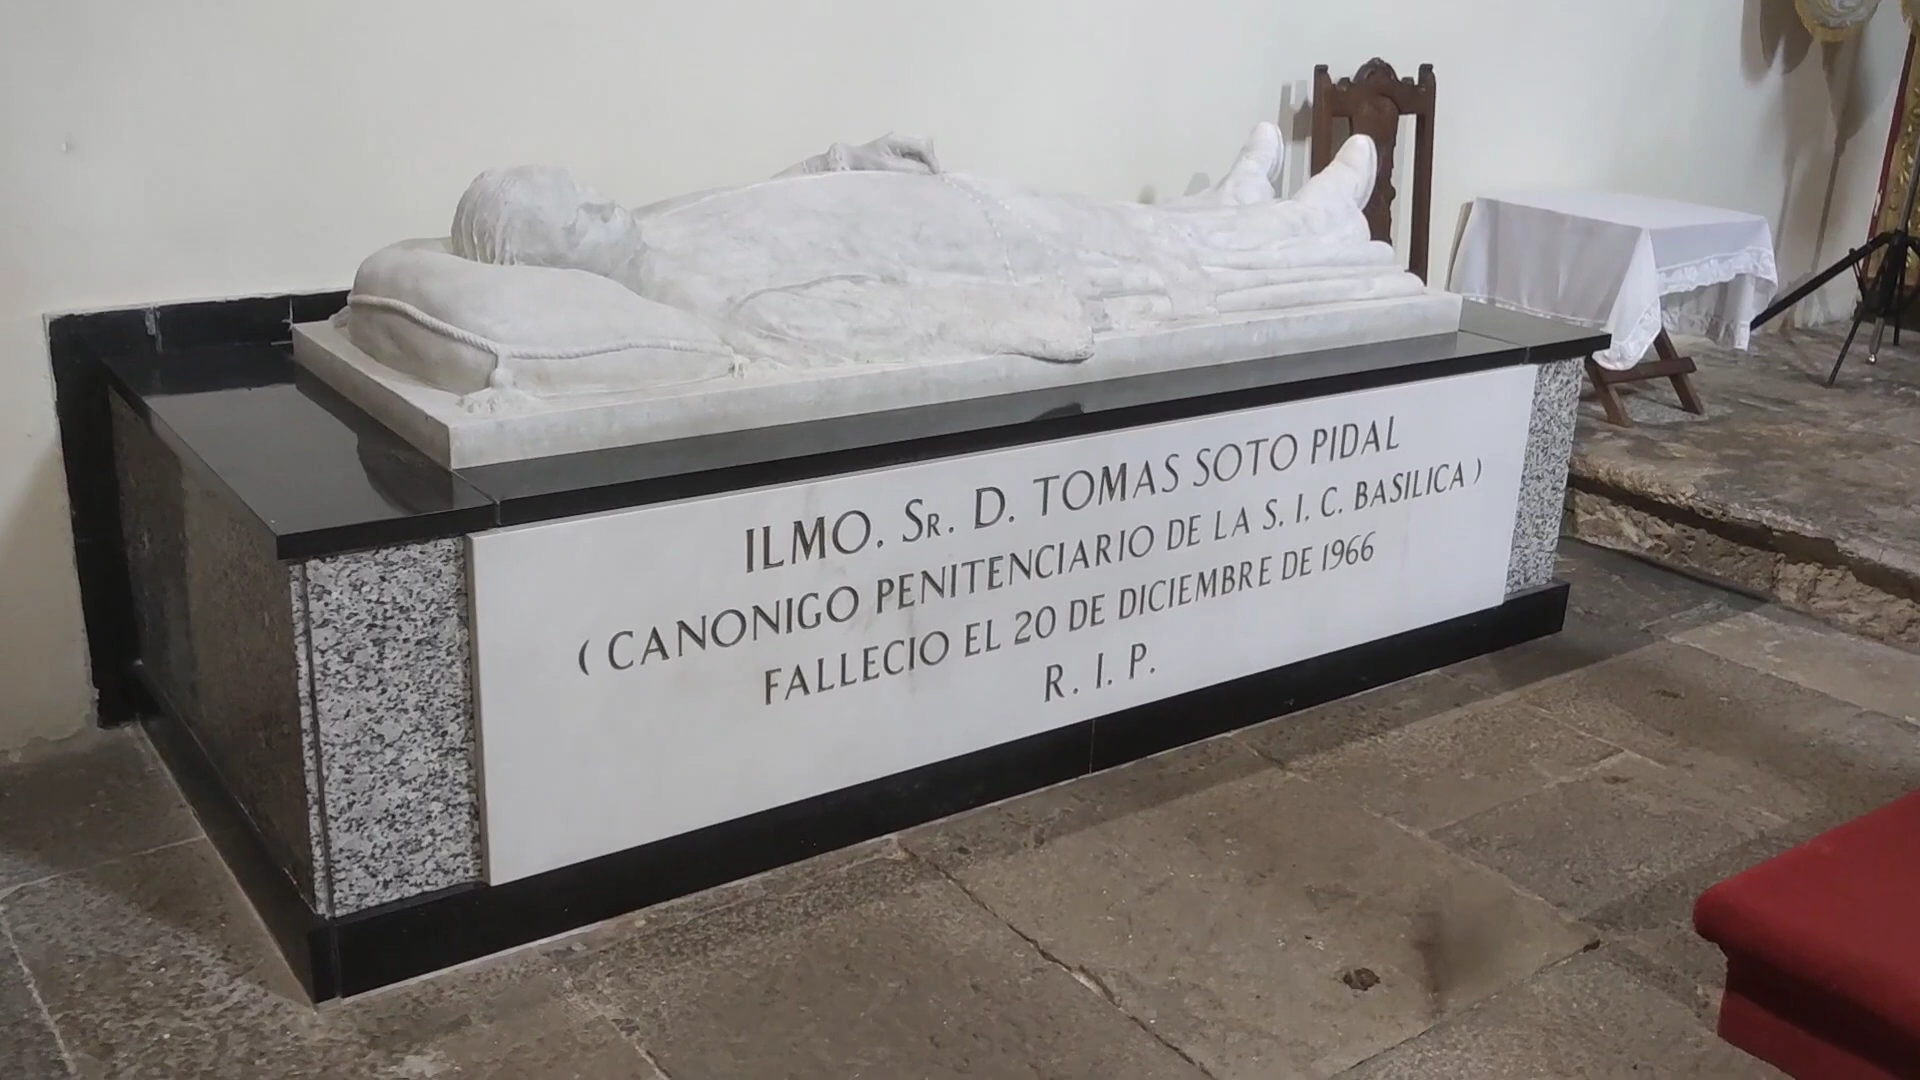 ILMO. SR. D. TOMAS SOTO PIDAL
(CANONIGO PENITENCIARIO DE LA S. I. C. BASILICA)
FALLECIO EL 20 DE DICIEMBRE DE 1966
R. I. P.